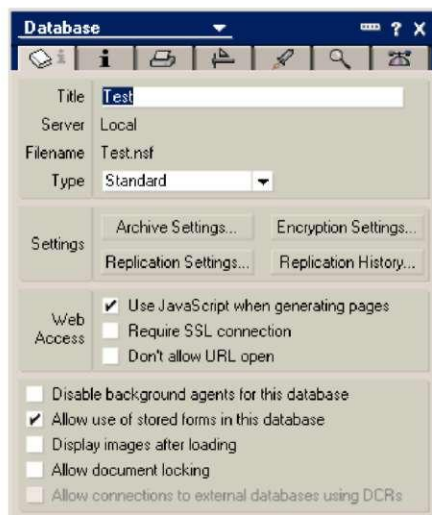 Database ? X
i i
Title Test
Server Local
Filename Test.nsf
Type Standard
Archive Settings... Encryption Settings...
Settings
Replication Settings... Replication History...
Use JavaScript when generating pages
Web Access
Require SSL connection
Don't allow URL open
Disable background agents for this database
Allow use of stored forms in this database
Display images after loading
Allow document locking
Allow connections to external databases using DCRs